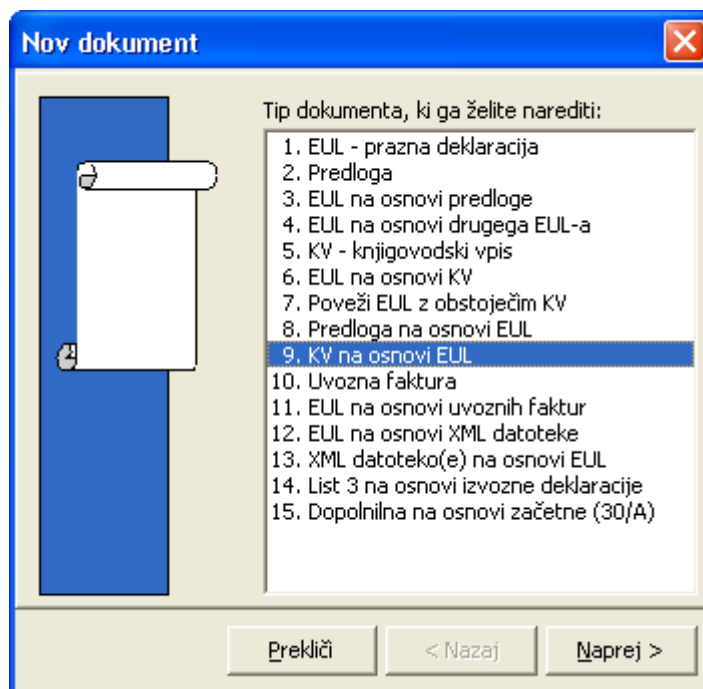 Nov dokument
Tip dokumenta, ki ga želite narediti:
1. EUL - prazna deklaracija
2. Predloga
3. EUL na osnovi predloge
4. EUL na osnovi drugega EUL-a
5. KV - knjigovodski vpis
6. EUL na osnovi KV
7. Poveži EUL z obstoječim KV
8. Predloga na osnovi EUL
9. KV na osnovi EUL
10. Uvozna faktura
11. EUL na osnovi uvoznih faktur
12. EUL na osnovi XML datoteke
13. XML datoteko(e) na osnovi EUL
14. List 3 na osnovi izvozne deklaracije
15. Dopolnilna na osnovi začetne (30/A)
Prekliči < Nazaj Naprej >